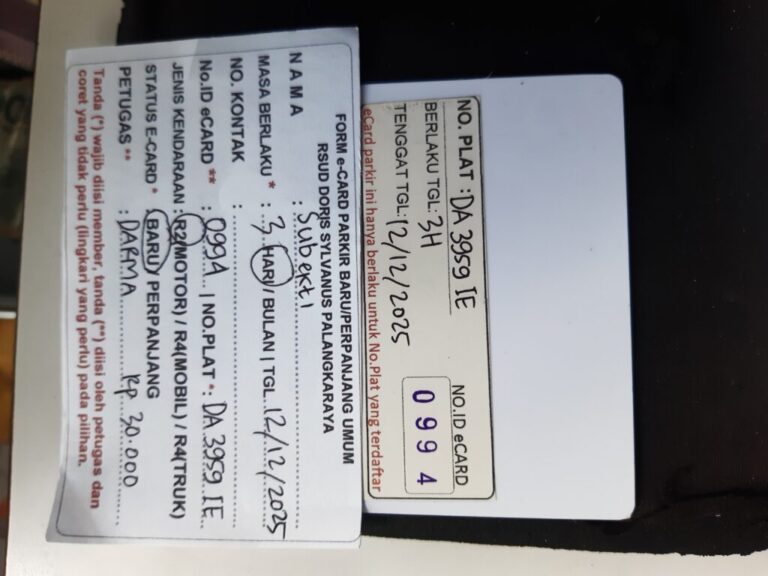 FORM e-CARD PARKIR BARU/PERPANJANG UMUM
RSUD DORIS SYLVANUS PALANGKARAYA
NAMA : Subekti
MASA BERLAKU * : 3 HARI / BULAN | TGL. 12/12/2025
NO. KONTAK :
No.ID eCARD ** : 0994 | NO.PLAT *: DA 3959 IE
JENIS KENDARAAN : R2(MOTOR) / R4(MOBIL) / R4(TRUK)
STATUS E-CARD * : BARU / PERPANJANG
PETUGAS ** : DARMA Rp 30.000
Tanda (*) wajib diisi member, tanda (**) diisi oleh petugas dan
coret yang tidak perlu (lingkari yang perlu) pada pilihan.
NO. PLAT : DA 3959 IE NO.ID eCARD
BERLAKU TGL: 3H 0994
TENGGAT TGL: 12/12/2025
eCard parkir ini hanya berlaku untuk No.Plat yang terdaftar